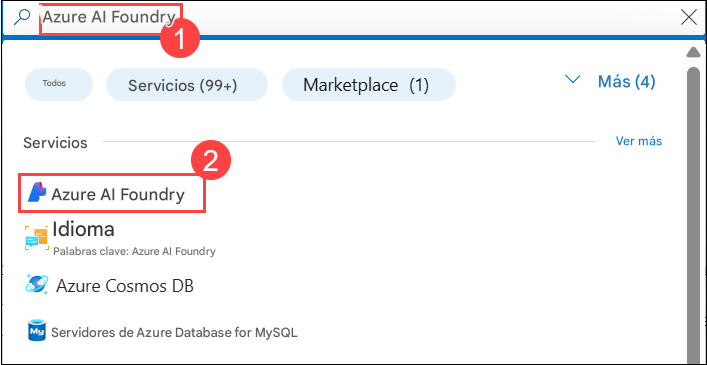 Azure AI Foundry
1
Todos
Servicios (99+)
Marketplace (1)
Más (4)
Servicios
Ver más
2
Azure AI Foundry
Idioma
Palabras clave: Azure AI Foundry
Azure Cosmos DB
My
Servidores de Azure Database for MySQL